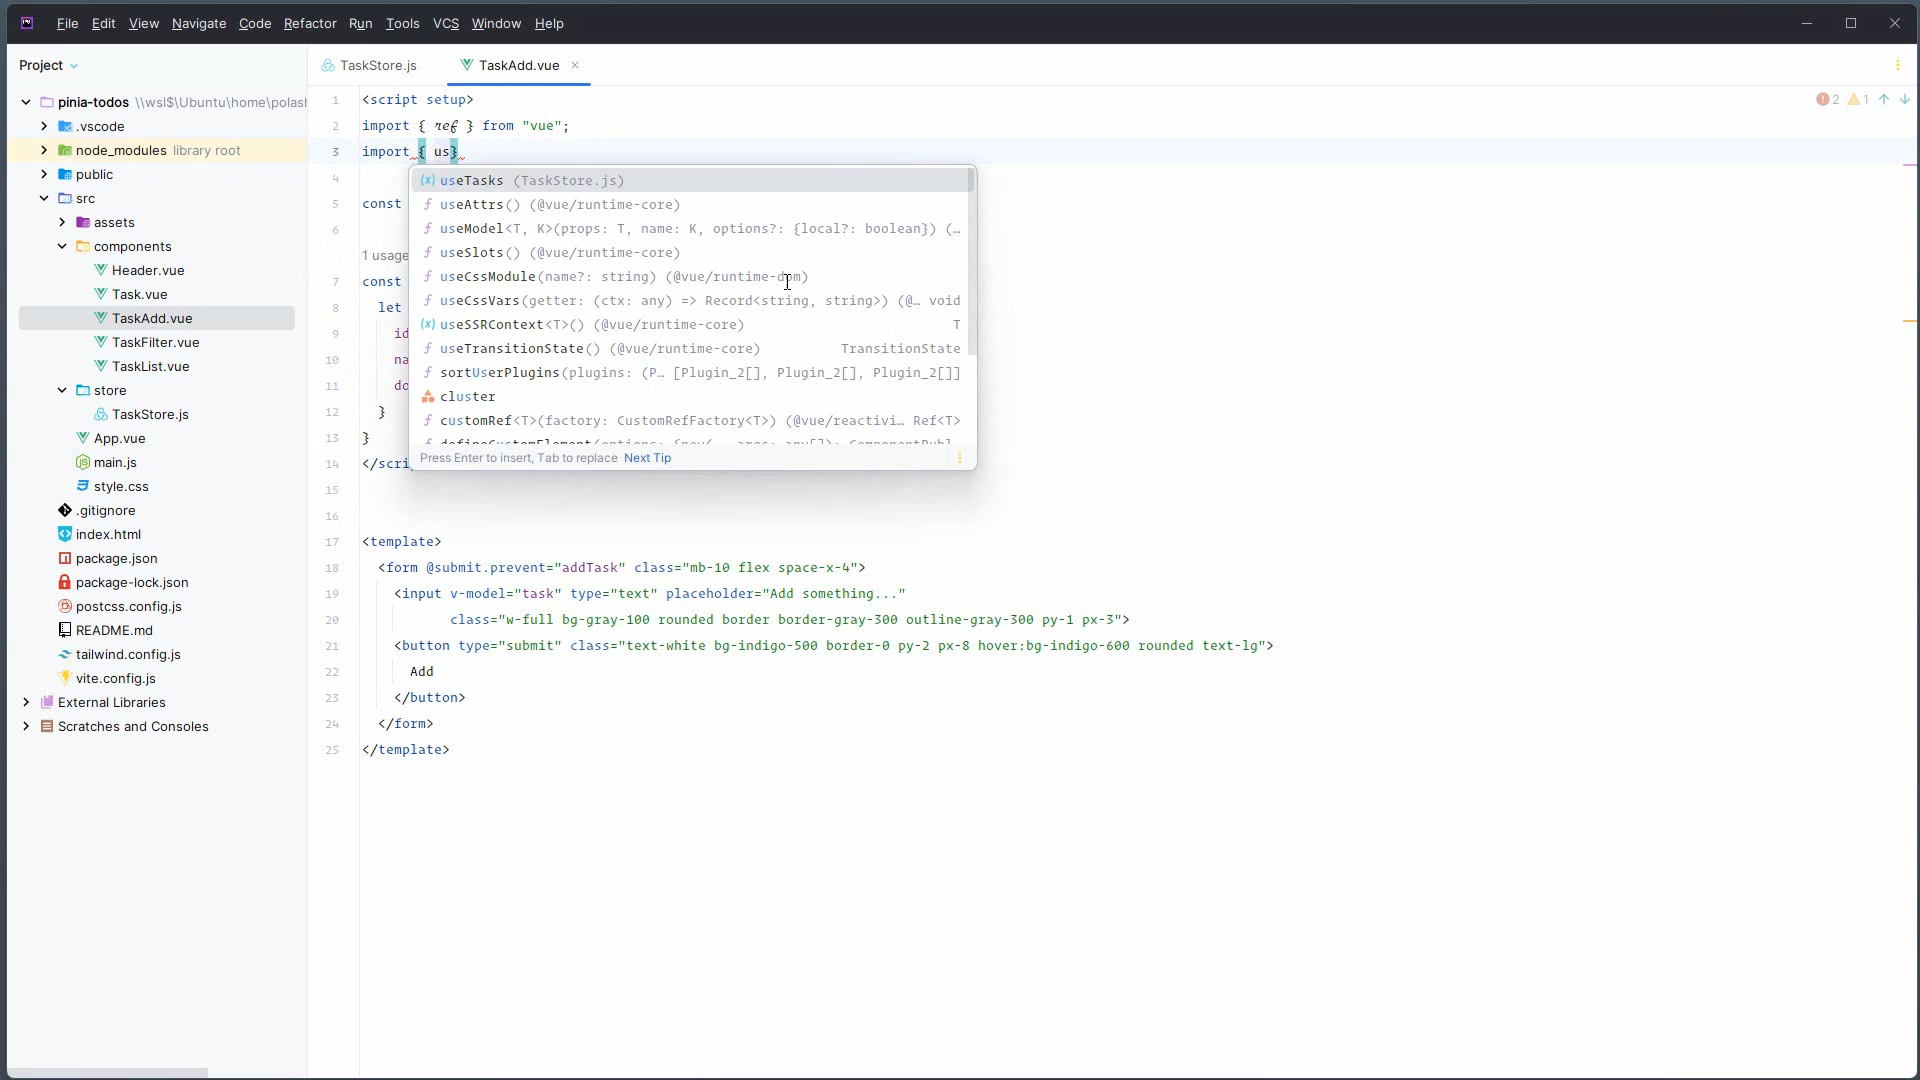 File Edit View Navigate Code Refactor Run Tools VCS Window Help
Project
pinia-todos \\wsl$\Ubuntu\home\polas
.vscode
node_modules library root
public
src
assets
components
Header.vue
Task.vue
TaskAdd.vue
TaskFilter.vue
TaskList.vue
store
TaskStore.js
App.vue
main.js
style.css
.gitignore
index.html
package.json
package-lock.json
postcss.config.js
README.md
tailwind.config.js
vite.config.js
External Libraries
Scratches and Consoles
TaskStore.js TaskAdd.vue
2 1
1 <script setup>
2 import { ref } from "vue";
3 import { us}
4
5 const
6
1 usage
7 const
8 let
9 id
10 na
11 do
12 }
13 }
14 </scri
15
16
17 <template>
18 <form @submit.prevent="addTask" class="mb-10 flex space-x-4">
19 <input v-model="task" type="text" placeholder="Add something..."
20 class="w-full bg-gray-100 rounded border border-gray-300 outline-gray-300 py-1 px-3">
21 <button type="submit" class="text-white bg-indigo-500 border-0 py-2 px-8 hover:bg-indigo-600 rounded text-lg">
22 Add
23 </button>
24 </form>
25 </template>
useTasks (TaskStore.js)
useAttrs() (@vue/runtime-core)
useModel<T, K>(props: T, name: K, options?: {local?: boolean}) (…
useSlots() (@vue/runtime-core)
useCssModule(name?: string) (@vue/runtime-dom)
useCssVars(getter: (ctx: any) => Record<string, string>) (@… void
useSSRContext<T>() (@vue/runtime-core) T
useTransitionState() (@vue/runtime-core) TransitionState
sortUserPlugins(plugins: (P… [Plugin_2[], Plugin_2[], Plugin_2[]]
cluster
customRef<T>(factory: CustomRefFactory<T>) (@vue/reactivi… Ref<T>
Press Enter to insert, Tab to replace Next Tip